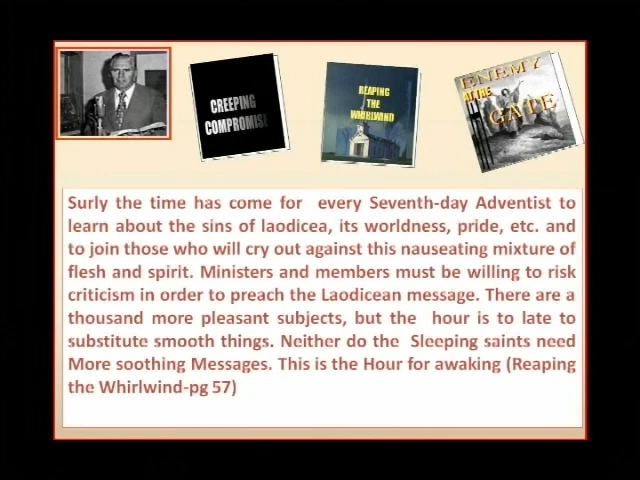 CREEPING
COMPROMISE
REAPING
THE
WHIRLWIND
ENEMY
AT THE
GATE
Surly the time has come for every Seventh-day Adventist to
learn about the sins of laodicea, its worldness, pride, etc. and
to join those who will cry out against this nauseating mixture of
flesh and spirit. Ministers and members must be willing to risk
criticism in order to preach the Laodicean message. There are a
thousand more pleasant subjects, but the hour is to late to
substitute smooth things. Neither do the Sleeping saints need
More soothing Messages. This is the Hour for awaking (Reaping
the Whirlwind-pg 57)